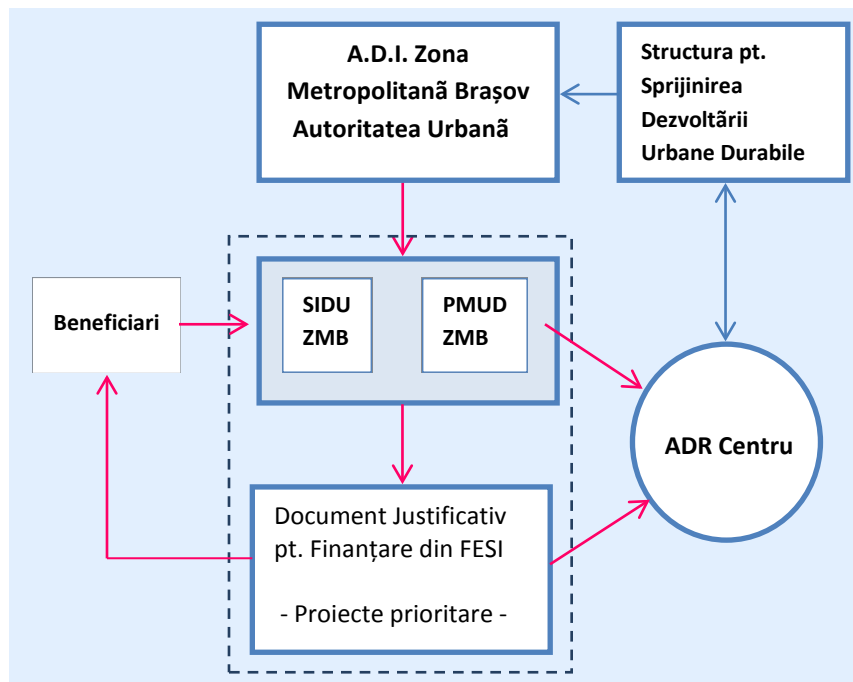 A.D.I. Zona
Metropolitanã Brașov
Autoritatea Urbanã
Structura pt.
Sprijinirea
Dezvoltãrii
Urbane Durabile
Beneficiari
SIDU
ZMB
PMUD
ZMB
ADR Centru
Document Justificativ
pt. Finanțare din FESI
- Proiecte prioritare -